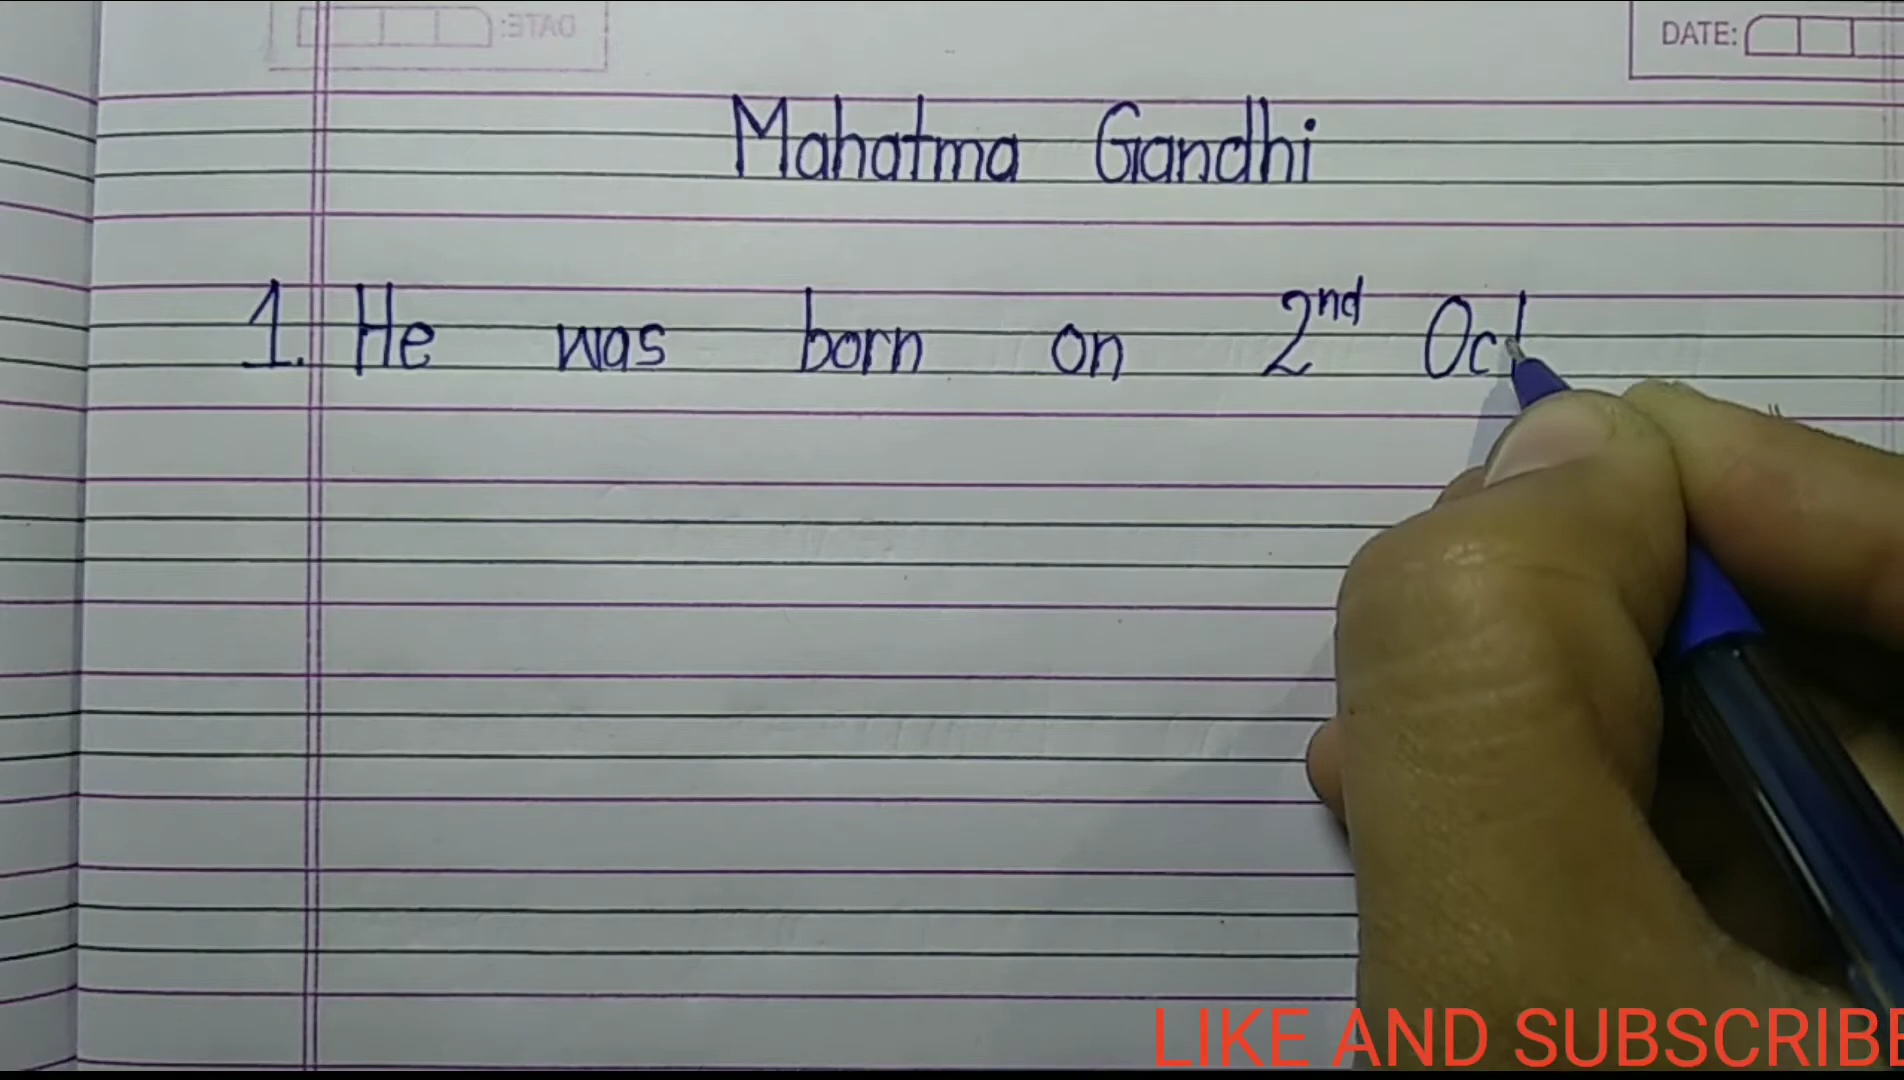 DATE:
Mahatma Gandhi
1. He was born on 2nd Oct
LIKE AND SUBSCRIBE